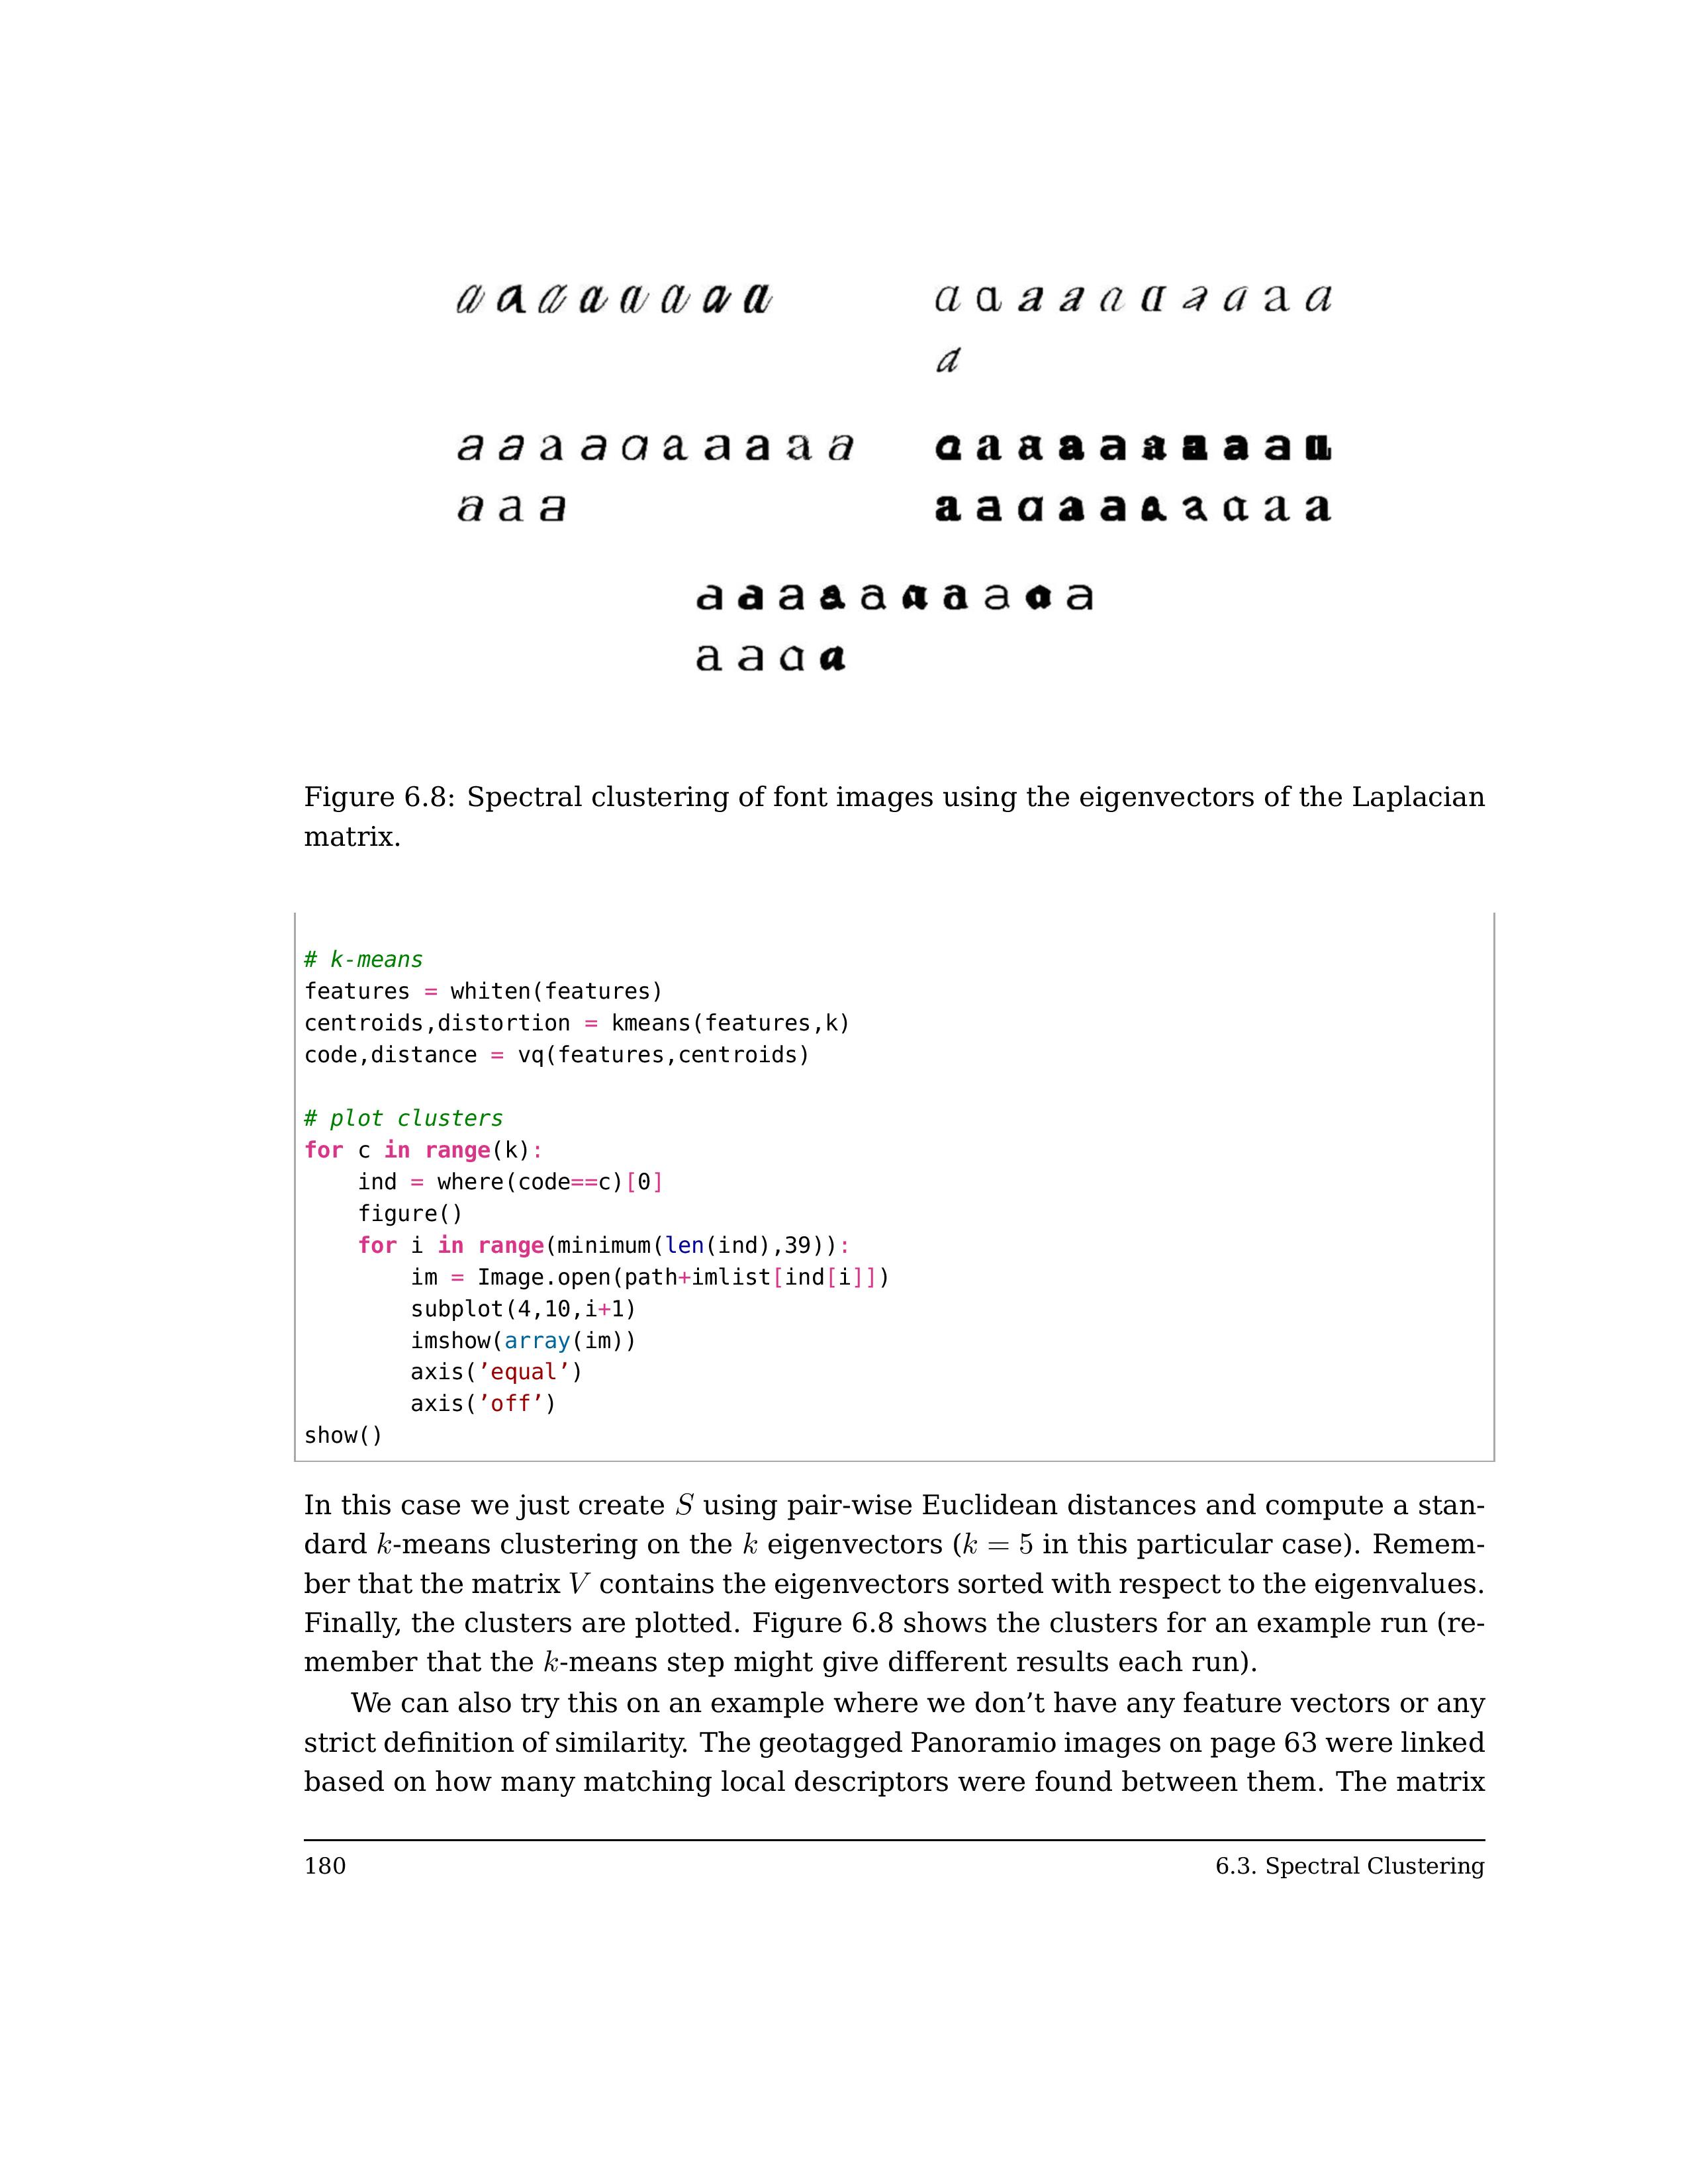 a a a a a a a a
a a a a a a a a a a
a
a a a a a a a a a a
a a a
a a a a a a a a a a
a a a a a a a a a a
a a a a a a a a a a
a a a a
Figure 6.8: Spectral clustering of font images using the eigenvectors of the Laplacian
matrix.
# k-means
features = whiten(features)
centroids,distortion = kmeans(features,k)
code,distance = vq(features,centroids)
# plot clusters
for c in range(k):
    ind = where(code==c)[0]
    figure()
    for i in range(minimum(len(ind),39)):
        im = Image.open(path+imlist[ind[i]])
        subplot(4,10,i+1)
        imshow(array(im))
        axis(’equal’)
        axis(’off’)
show()
In this case we just create S using pair-wise Euclidean distances and compute a stan-
dard k-means clustering on the k eigenvectors (k = 5 in this particular case). Remem-
ber that the matrix V contains the eigenvectors sorted with respect to the eigenvalues.
Finally, the clusters are plotted. Figure 6.8 shows the clusters for an example run (re-
member that the k-means step might give different results each run).
We can also try this on an example where we don’t have any feature vectors or any
strict definition of similarity. The geotagged Panoramio images on page 63 were linked
based on how many matching local descriptors were found between them. The matrix
180
6.3. Spectral Clustering